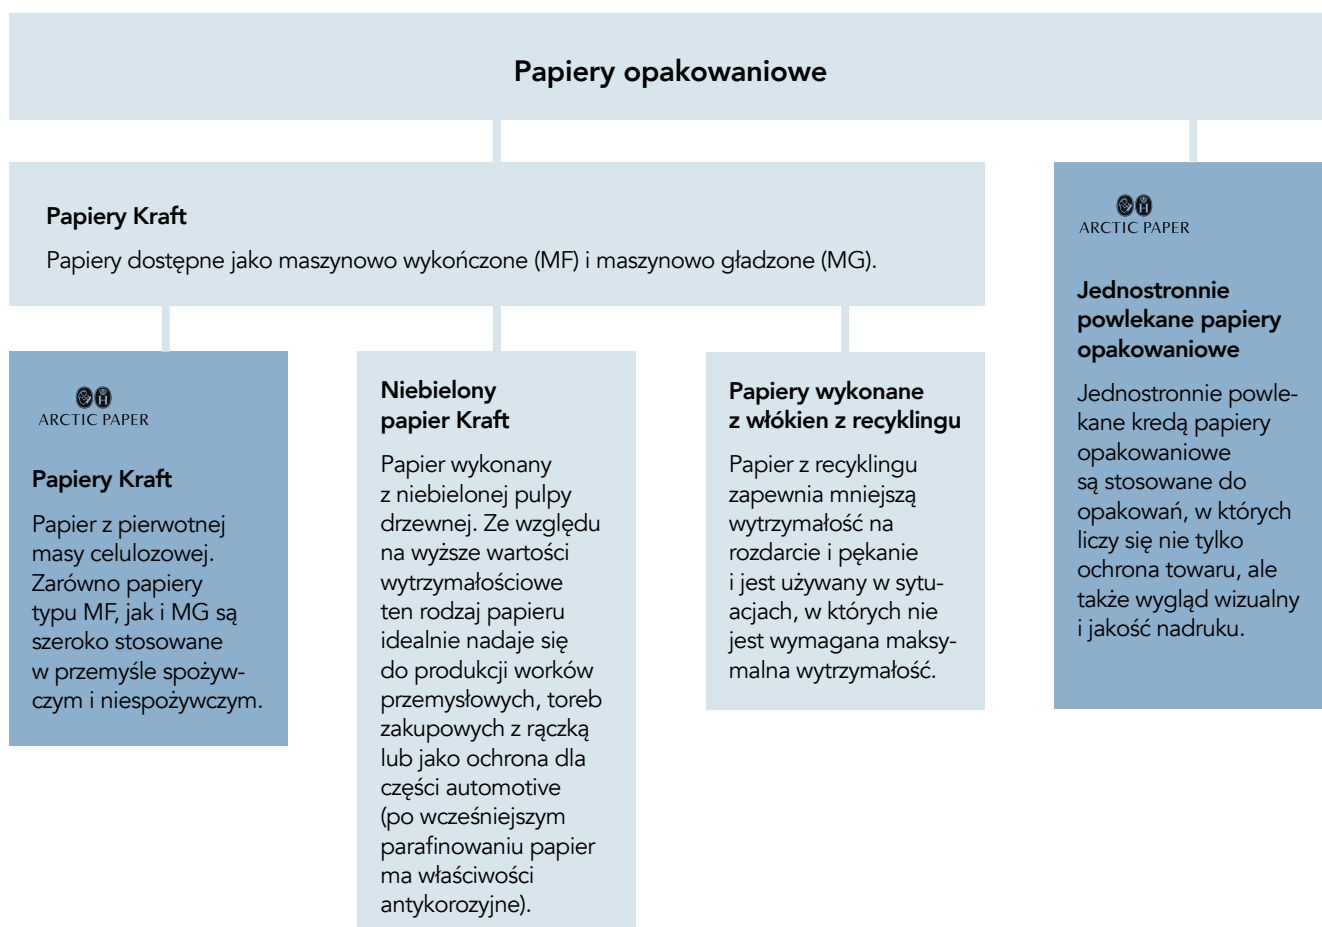 Papiery opakowaniowe
Papiery Kraft
Papiery dostępne jako maszynowo wykończone (MF) i maszynowo gładzone (MG).
ARCTIC PAPER
Papiery Kraft
Papier z pierwotnej
masy celulozowej.
Zarówno papiery
typu MF, jak i MG są
szeroko stosowane
w przemyśle spożyw-
czym i niespożywczym.
Niebielony
papier Kraft
Papier wykonany
z niebielonej pulpy
drzewnej. Ze względu
na wyższe wartości
wytrzymałościowe
ten rodzaj papieru
idealnie nadaje się
do produkcji worków
przemysłowych, toreb
zakupowych z rączką
lub jako ochrona dla
części automotive
(po wcześniejszym
parafinowaniu papier
ma właściwości
antykorozyjne).
Papiery wykonane
z włókien z recyklingu
Papier z recyklingu
zapewnia mniejszą
wytrzymałość na
rozdarcie i pękanie
i jest używany w sytu-
acjach, w których nie
jest wymagana maksy-
malna wytrzymałość.
ARCTIC PAPER
Jednostronnie
powlekane papiery
opakowaniowe
Jednostronnie powle-
kane kredą papiery
opakowaniowe
są stosowane do
opakowań, w których
liczy się nie tylko
ochrona towaru, ale
także wygląd wizualny
i jakość nadruku.